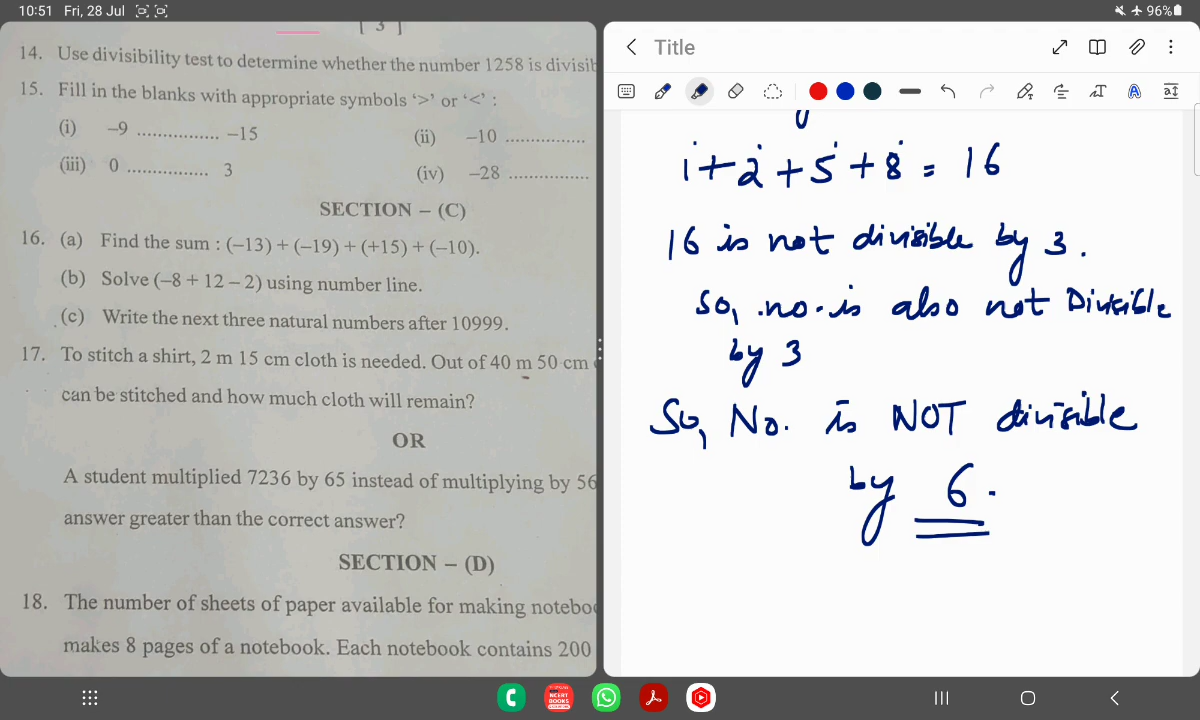 10:51 Fri, 28 Jul
96%
[ 3 ]
14. Use divisibility test to determine whether the number 1258 is divisib
15. Fill in the blanks with appropriate symbols '>' or '<' :
(i) –9 ............... –15 (ii) –10 ...............
(iii) 0 ............... 3 (iv) –28 ...............
SECTION – (C)
16. (a) Find the sum : (–13) + (–19) + (+15) + (–10).
(b) Solve (–8 + 12 – 2) using number line.
(c) Write the next three natural numbers after 10999.
17. To stitch a shirt, 2 m 15 cm cloth is needed. Out of 40 m 50 cm
can be stitched and how much cloth will remain?
OR
A student multiplied 7236 by 65 instead of multiplying by 56
answer greater than the correct answer?
SECTION – (D)
18. The number of sheets of paper available for making notebo
makes 8 pages of a notebook. Each notebook contains 200
Title
1+2+5+8 = 16
16 is not divisible by 3.
So, no. is also not Divisible
by 3
So, No. is NOT divisible
by 6.
NCERT
BOOKS